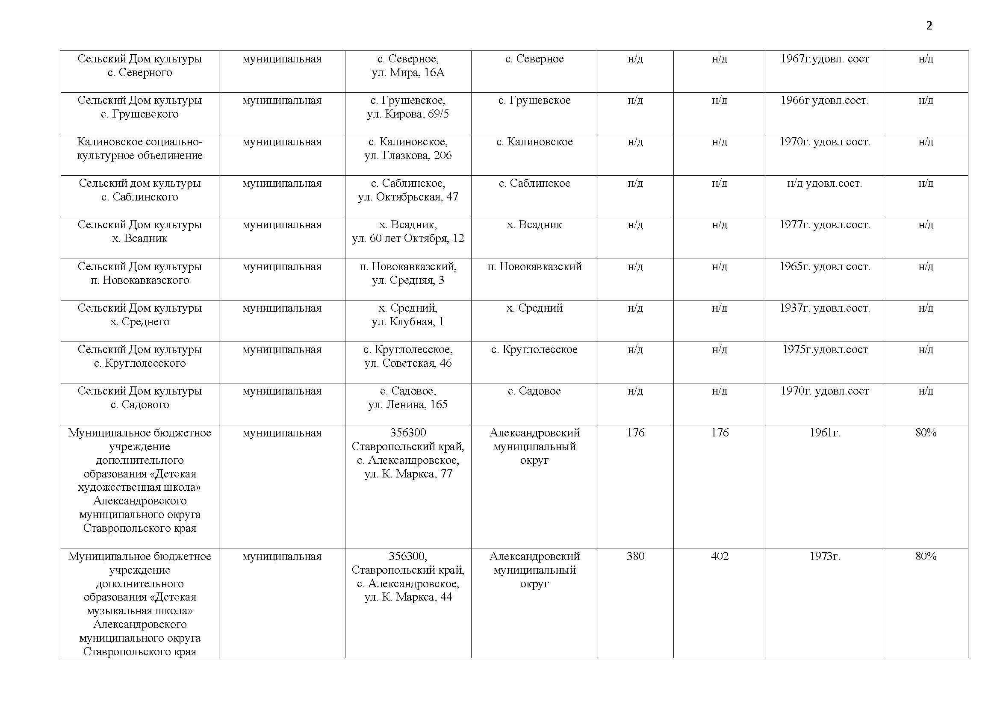 2
Сельский Дом культуры
с. Северного
муниципальная
с. Северное,
ул. Мира, 16А
с. Северное
н/д
н/д
1967г.удовл. сост
н/д
Сельский Дом культуры
с. Грушевского
муниципальная
с. Грушевское,
ул. Кирова, 69/5
с. Грушевское
н/д
н/д
1966г удовл.сост.
н/д
Калиновское социально-
культурное объединение
муниципальная
с. Калиновское,
ул. Глазкова, 206
с. Калиновское
н/д
н/д
1970г. удовл сост.
н/д
Сельский дом культуры
с. Саблинского
муниципальная
с. Саблинское,
ул. Октябрьская, 47
с. Саблинское
н/д
н/д
н/д удовл.сост.
н/д
Сельский Дом культуры
х. Всадник
муниципальная
х. Всадник,
ул. 60 лет Октября, 12
х. Всадник
н/д
н/д
1977г. удовл.сост.
н/д
Сельский Дом культуры
п. Новокавказского
муниципальная
п. Новокавказский,
ул. Средняя, 3
п. Новокавказский
н/д
н/д
1965г. удовл сост.
н/д
Сельский Дом культуры
х. Среднего
муниципальная
х. Средний,
ул. Клубная, 1
х. Средний
н/д
н/д
1937г. удовл.сост.
н/д
Сельский Дом культуры
с. Круглолесского
муниципальная
с. Круглолесское,
ул. Советская, 46
с. Круглолесское
н/д
н/д
1975г.удовл.сост
н/д
Сельский Дом культуры
с. Садового
муниципальная
с. Садовое,
ул. Ленина, 165
с. Садовое
н/д
н/д
1970г. удовл.сост
н/д
Муниципальное бюджетное
учреждение
дополнительного
образования «Детская
художественная школа»
Александровского
муниципального округа
Ставропольского края
муниципальная
356300
Ставропольский край,
с. Александровское,
ул. К. Маркса, 77
Александровский
муниципальный
округ
176
176
1961г.
80%
Муниципальное бюджетное
учреждение
дополнительного
образования «Детская
музыкальная школа»
Александровского
муниципального округа
Ставропольского края
муниципальная
356300,
Ставропольский край,
с. Александровское,
ул. К. Маркса, 44
Александровский
муниципальный
округ
380
402
1973г.
80%